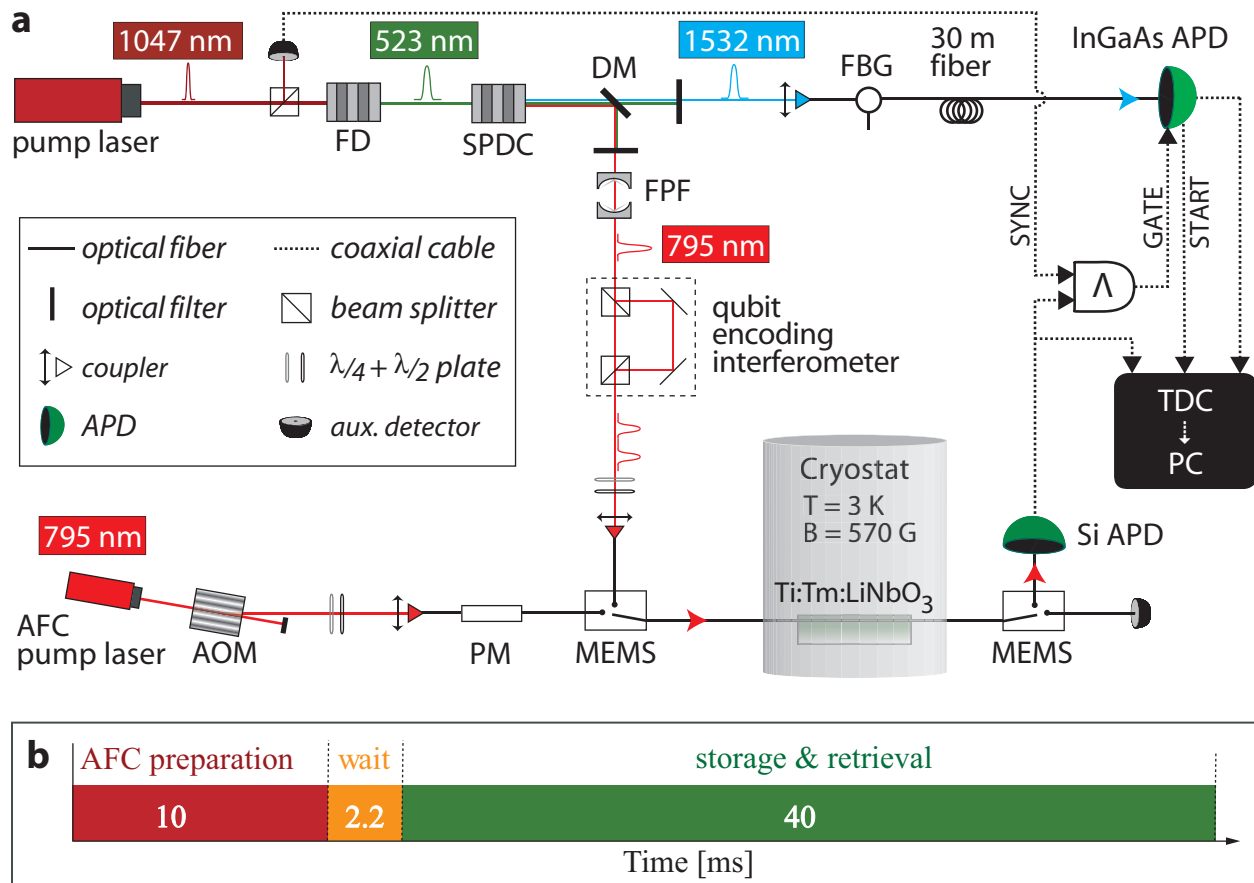 a
1047 nm
523 nm
1532 nm
30 m
fiber
InGaAs APD
DM
FBG
pump laser
FD
SPDC
FPF
795 nm
SYNC
GATE
START
Λ
optical fiber
coaxial cable
optical filter
beam splitter
coupler
λ/4 + λ/2 plate
APD
aux. detector
qubit
encoding
interferometer
TDC
PC
Cryostat
T = 3 K
B = 570 G
Si APD
795 nm
Ti:Tm:LiNbO3
AFC
pump laser
AOM
PM
MEMS
MEMS
b
AFC preparation
wait
storage & retrieval
10
2.2
40
Time [ms]